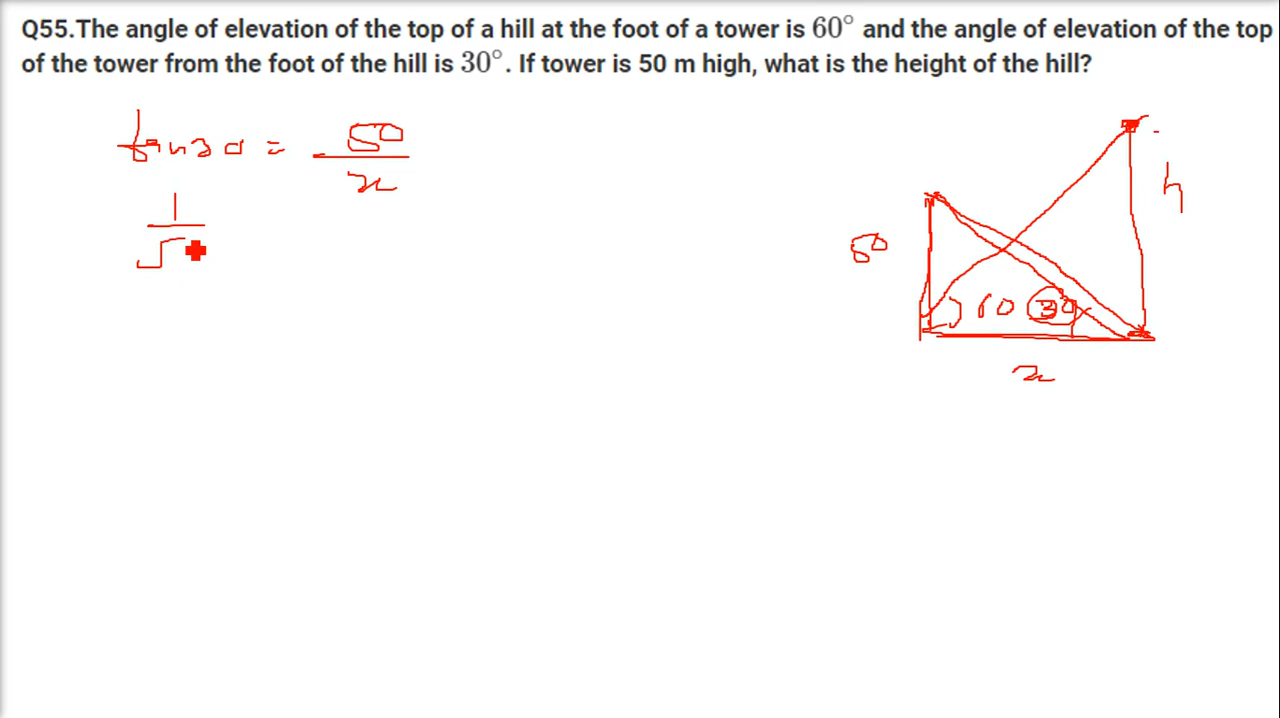 Q55.The angle of elevation of the top of a hill at the foot of a tower is 60° and the angle of elevation of the top
of the tower from the foot of the hill is 30°. If tower is 50 m high, what is the height of the hill?
tan30 = 50/x
1/√
h
50
60 30
x